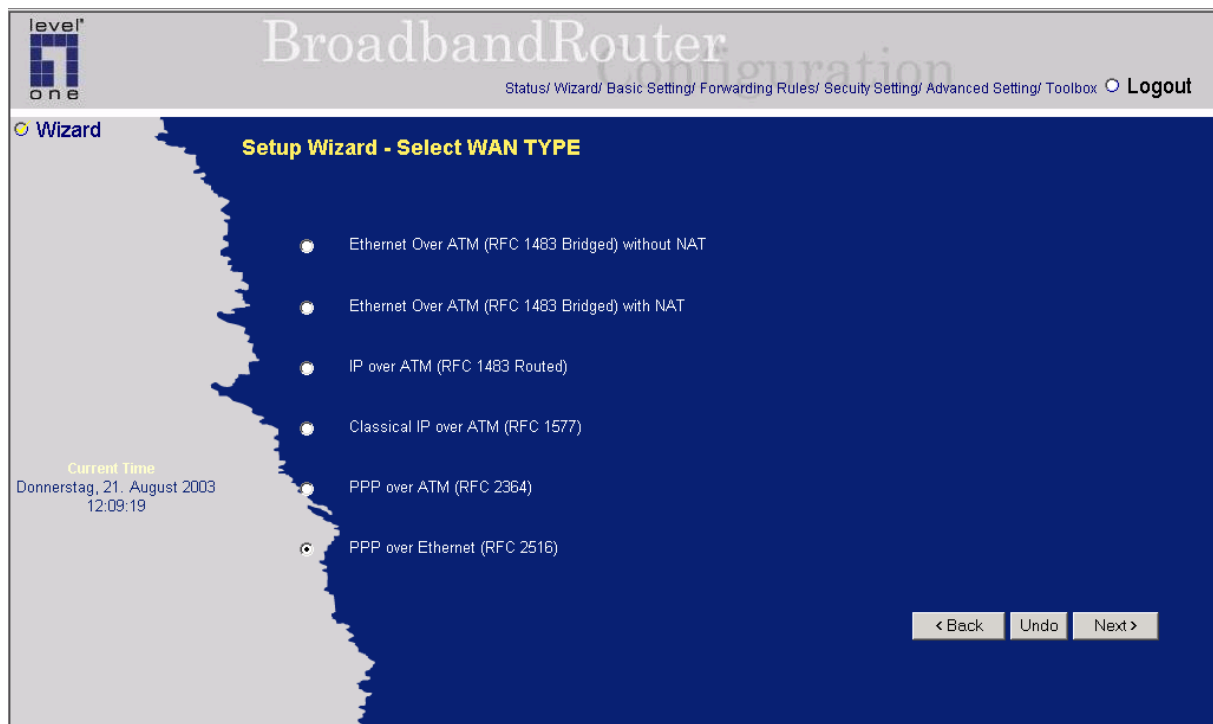 level
one
BroadbandRouter
Configuration
Status/ Wizard/ Basic Setting/ Forwarding Rules/ Secuity Setting/ Advanced Setting/ Toolbox Logout
Wizard
Setup Wizard - Select WAN TYPE
Ethernet Over ATM (RFC 1483 Bridged) without NAT
Ethernet Over ATM (RFC 1483 Bridged) with NAT
IP over ATM (RFC 1483 Routed)
Classical IP over ATM (RFC 1577)
Current Time
Donnerstag, 21. August 2003
12:09:19
PPP over ATM (RFC 2364)
PPP over Ethernet (RFC 2516)
< Back Undo Next >